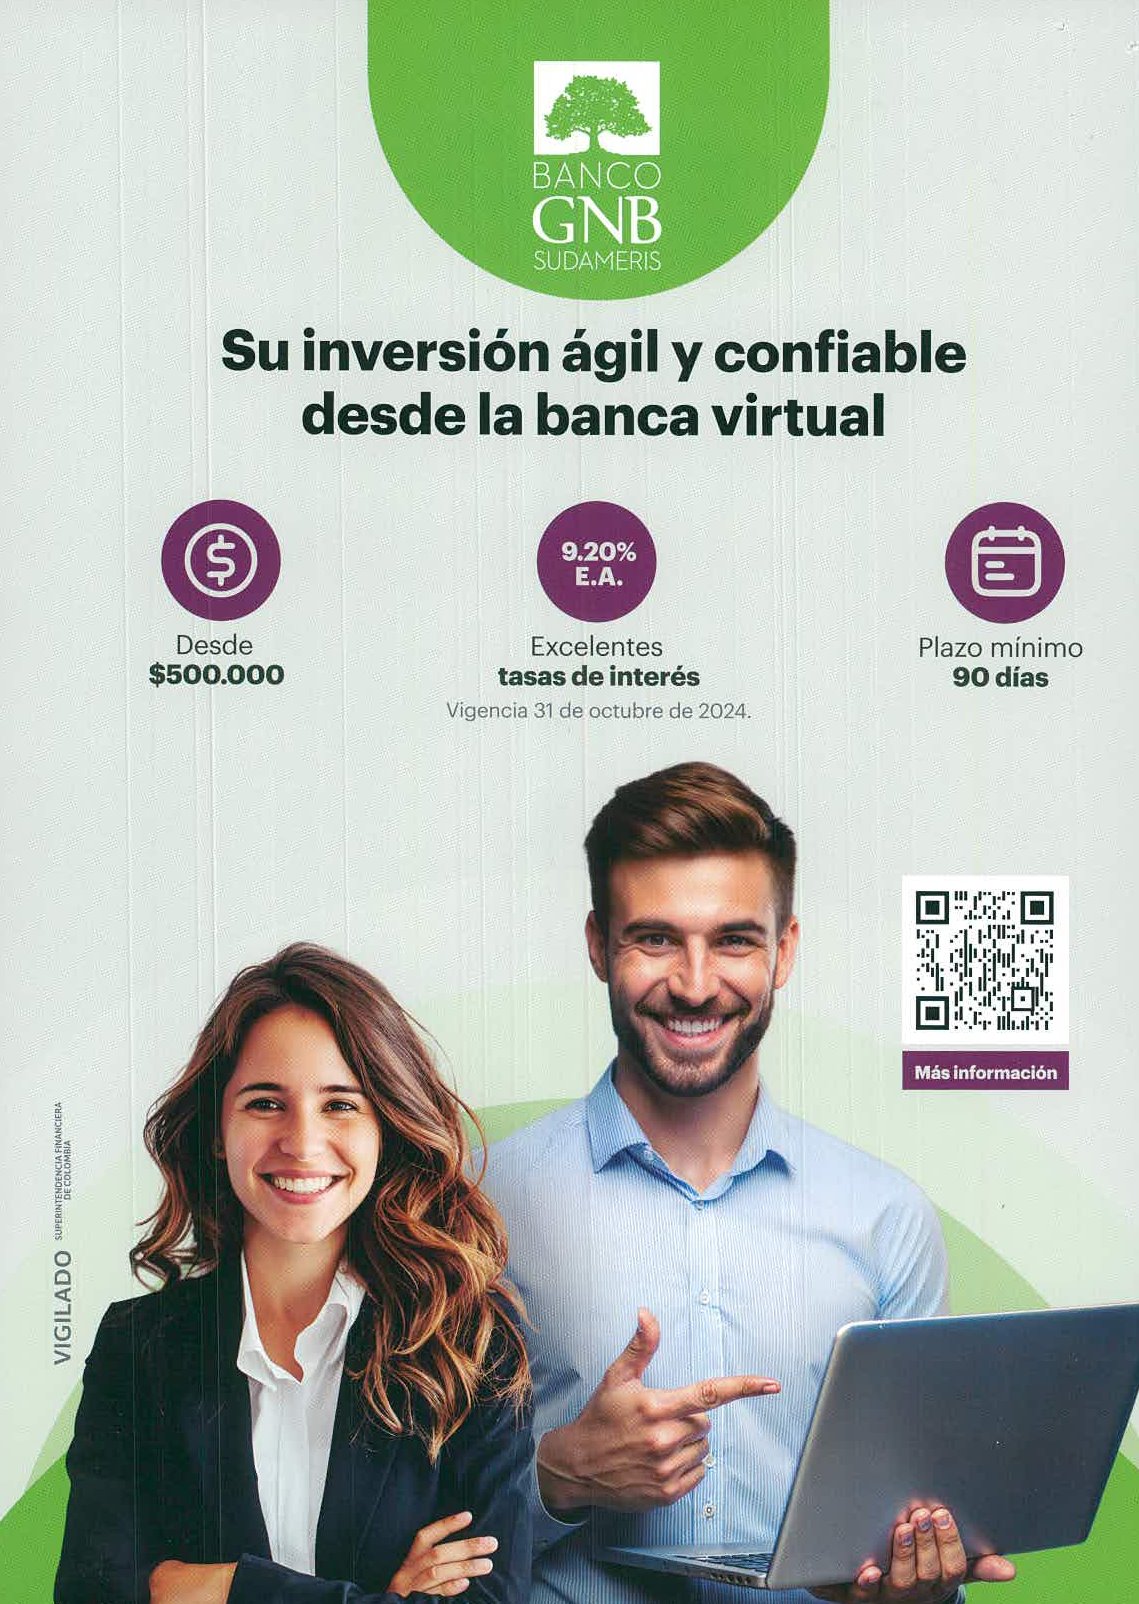 BANCO
GNB
SUDAMERIS
Su inversión ágil y confiable
desde la banca virtual
Desde
$500.000
9.20%
E.A.
Excelentes
tasas de interés
Vigencia 31 de octubre de 2024.
Plazo mínimo
90 días
Más información
VIGILADO
SUPERINTENDENCIA FINANCIERA
DE COLOMBIA